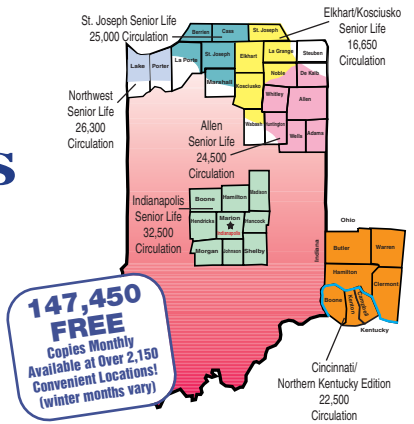 St. Joseph Senior Life
25,000 Circulation
Elkhart/Kosciusko
Senior Life
16,650
Circulation
Berrien
Cass
St. Joseph
Lake
Porter
La Porte
St. Joseph
Elkhart
La Grange
Steuben
Noble
De Kalb
Marshall
Kosciusko
Whitley
Allen
Northwest
Senior Life
26,300
Circulation
Wabash
Huntington
Wells
Adams
Allen
Senior Life
24,500
Circulation
s
Indianapolis
Senior Life
32,500
Circulation
Boone
Hamilton
Madison
Hendricks
Marion
Indianapolis
Hancock
Morgan
Johnson
Shelby
Ohio
Indiana
Butler
Warren
Hamilton
Clermont
Boone
Kenton
Campbell
Kentucky
147,450
FREE
Copies Monthly
Available at Over 2,150
Convenient Locations!
(winter months vary)
Cincinnati/
Northern Kentucky Edition
22,500
Circulation